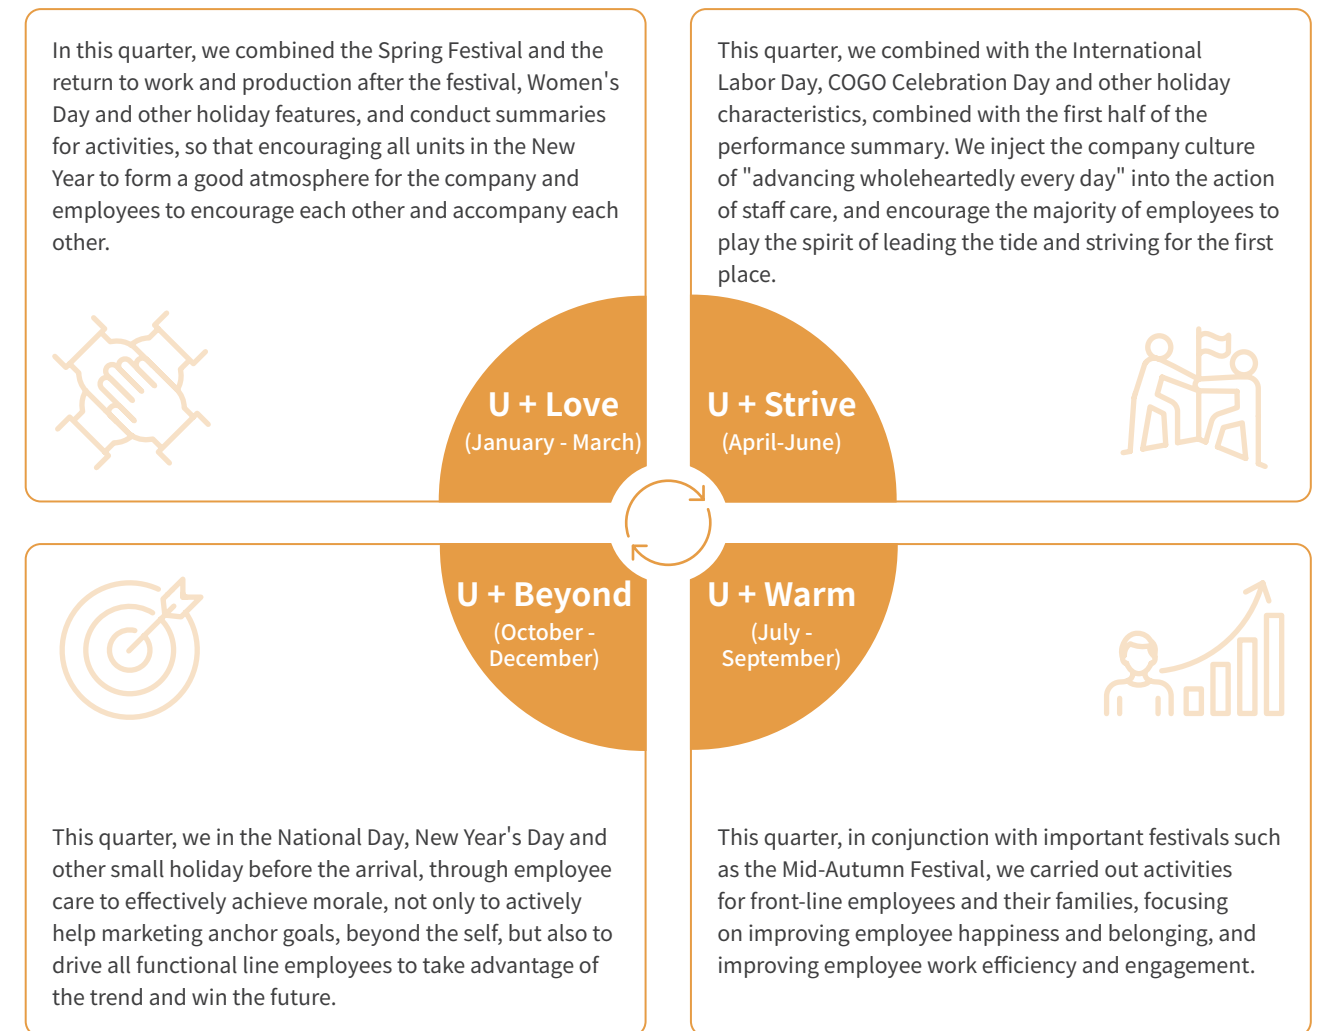 In this quarter, we combined the Spring Festival and the
return to work and production after the festival, Women's
Day and other holiday features, and conduct summaries
for activities, so that encouraging all units in the New
Year to form a good atmosphere for the company and
employees to encourage each other and accompany each
other.
U + Love
(January - March)
This quarter, we combined with the International
Labor Day, COGO Celebration Day and other holiday
characteristics, combined with the first half of the
performance summary. We inject the company culture
of "advancing wholeheartedly every day" into the action
of staff care, and encourage the majority of employees to
play the spirit of leading the tide and striving for the first
place.
U + Strive
(April-June)
U + Beyond
(October -
December)
This quarter, we in the National Day, New Year's Day and
other small holiday before the arrival, through employee
care to effectively achieve morale, not only to actively
help marketing anchor goals, beyond the self, but also to
drive all functional line employees to take advantage of
the trend and win the future.
U + Warm
(July -
September)
This quarter, in conjunction with important festivals such
as the Mid-Autumn Festival, we carried out activities
for front-line employees and their families, focusing
on improving employee happiness and belonging, and
improving employee work efficiency and engagement.